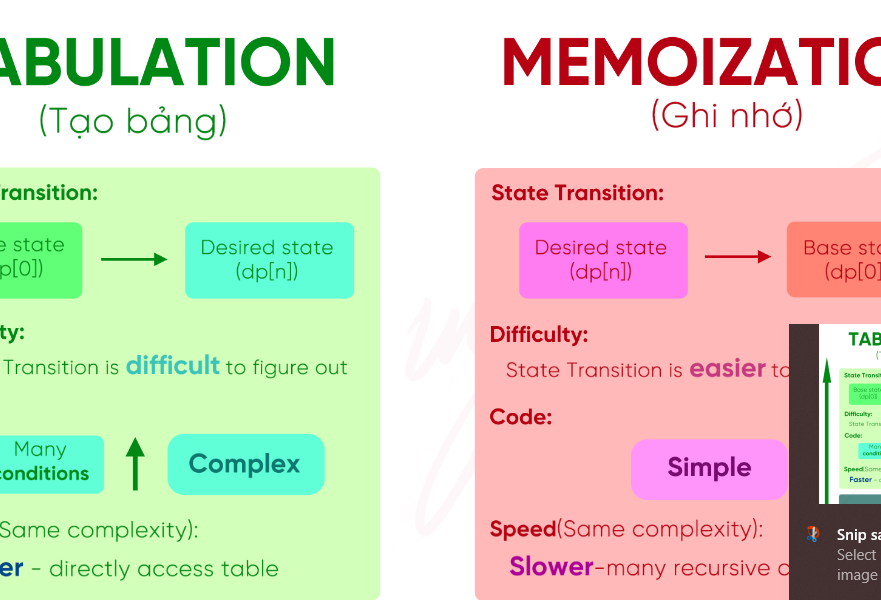 ABULATION
(Tạo bảng)
ransition:
e state
p[0])
Desired state
(dp[n])
ty:
Transition is difficult to figure out
Many
conditions
Complex
(Same complexity):
er - directly access table
MEMOIZATIO
(Ghi nhớ)
State Transition:
Desired state
(dp[n])
Base sta
(dp[0]
Difficulty:
State Transition is easier to
Code:
Simple
Speed(Same complexity):
Slower-many recursive c
TAB
State Transiti
Base state
(dp[0])
Difficulty:
State Trans
Code:
Man
conditi
Speed(Same
Faster -
Snip sa
Select
image